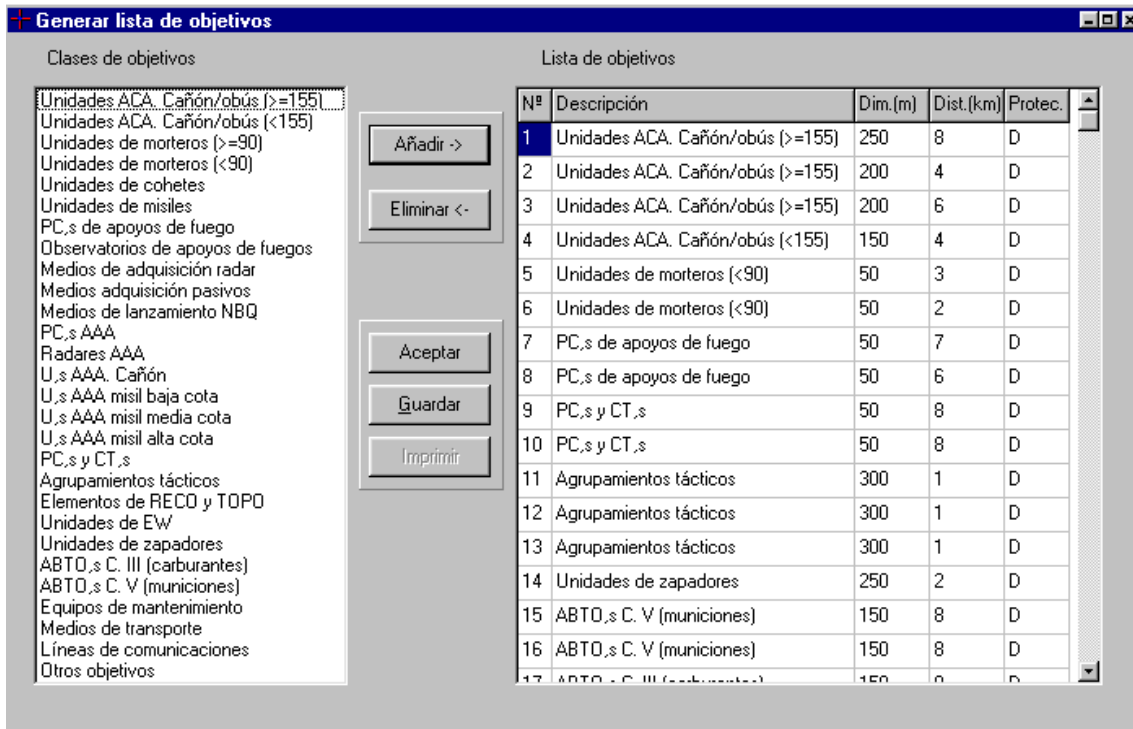 Generar lista de objetivos
Clases de objetivos
Unidades ACA. Cañón/obús (>=155)
Unidades ACA. Cañón/obús (<155)
Unidades de morteros (>=90)
Unidades de morteros (<90)
Unidades de cohetes
Unidades de misiles
PC,s de apoyos de fuego
Observatorios de apoyos de fuegos
Medios de adquisición radar
Medios adquisición pasivos
Medios de lanzamiento NBQ
PC,s AAA
Radares AAA
U,s AAA. Cañón
U,s AAA misil baja cota
U,s AAA misil media cota
U,s AAA misil alta cota
PC,s y CT,s
Agrupamientos tácticos
Elementos de RECO y TOPO
Unidades de EW
Unidades de zapadores
ABTO,s C. III (carburantes)
ABTO,s C. V (municiones)
Equipos de mantenimiento
Medios de transporte
Líneas de comunicaciones
Otros objetivos
Añadir ->
Eliminar <-
Aceptar
Guardar
Imprimir
Lista de objetivos
Nº Descripción Dim.(m) Dist.(km) Protec.
1 Unidades ACA. Cañón/obús (>=155) 250 8 D
2 Unidades ACA. Cañón/obús (>=155) 200 4 D
3 Unidades ACA. Cañón/obús (>=155) 200 6 D
4 Unidades ACA. Cañón/obús (<155) 150 4 D
5 Unidades de morteros (<90) 50 3 D
6 Unidades de morteros (<90) 50 2 D
7 PC,s de apoyos de fuego 50 7 D
8 PC,s de apoyos de fuego 50 6 D
9 PC,s y CT,s 50 8 D
10 PC,s y CT,s 50 8 D
11 Agrupamientos tácticos 300 1 D
12 Agrupamientos tácticos 300 1 D
13 Agrupamientos tácticos 300 1 D
14 Unidades de zapadores 250 2 D
15 ABTO,s C. V (municiones) 150 8 D
16 ABTO,s C. V (municiones) 150 8 D
17 ABTO,s C. III (carburantes) 150